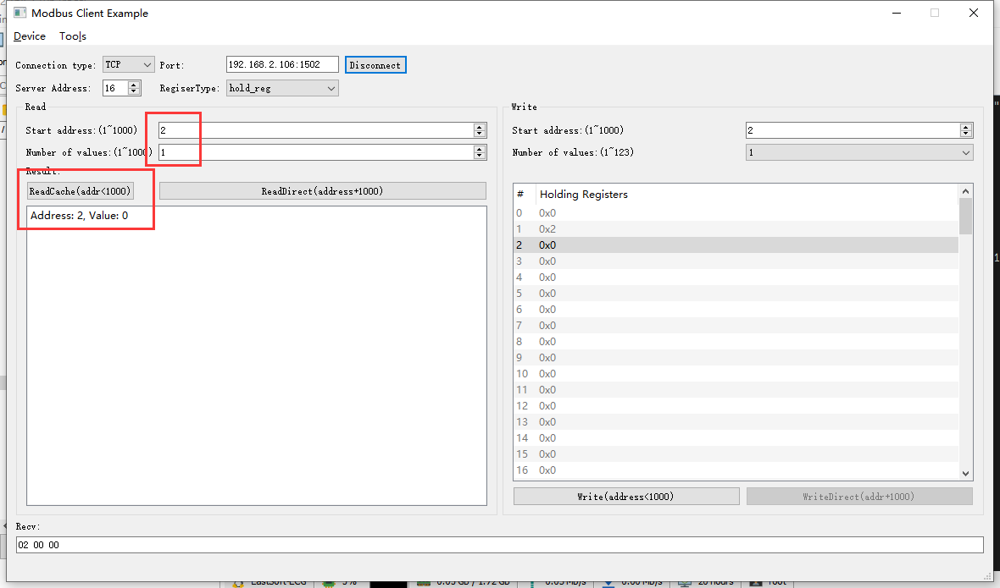 Modbus Client Example
Device Tools
Connection type: TCP Port: 192.168.2.106:1502 Disconnect
Server Address: 16 RegiserType: hold_reg
Read
Start address:(1~1000) 2
Number of values:(1~1000) 1
Result:
ReadCache(addr<1000) ReadDirect(address+1000)
Address: 2, Value: 0
Write
Start address:(1~1000) 2
Number of values:(1~123) 1
# Holding Registers
0 0x0
1 0x2
2 0x0
3 0x0
4 0x0
5 0x0
6 0x0
7 0x0
8 0x0
9 0x0
10 0x0
11 0x0
12 0x0
13 0x0
14 0x0
15 0x0
16 0x0
Write(address<1000) WriteDirect(addr+1000)
Recv:
02 00 00